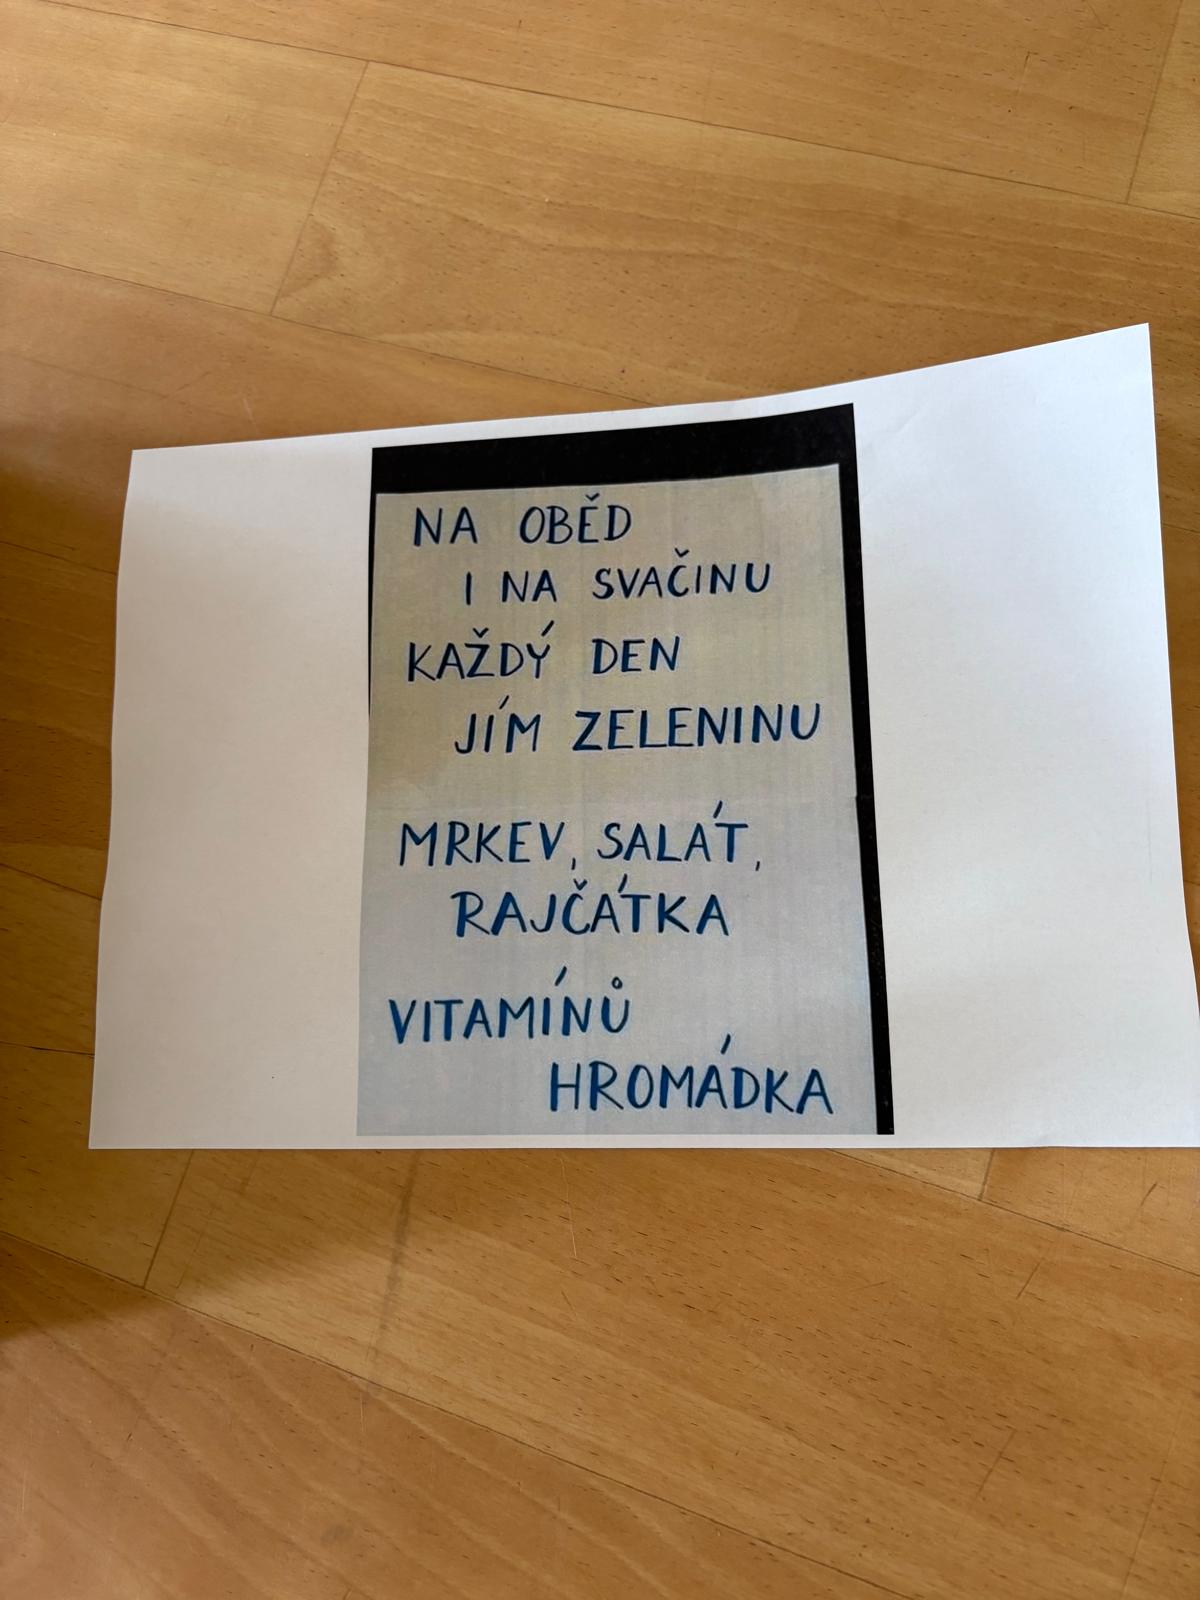 NA OBĚD
I NA SVAČINU
KAŽDÝ DEN
JÍM ZELENINU
MRKEV, SALÁT,
RAJČÁTKA
VITAMÍNŮ
HROMÁDKA